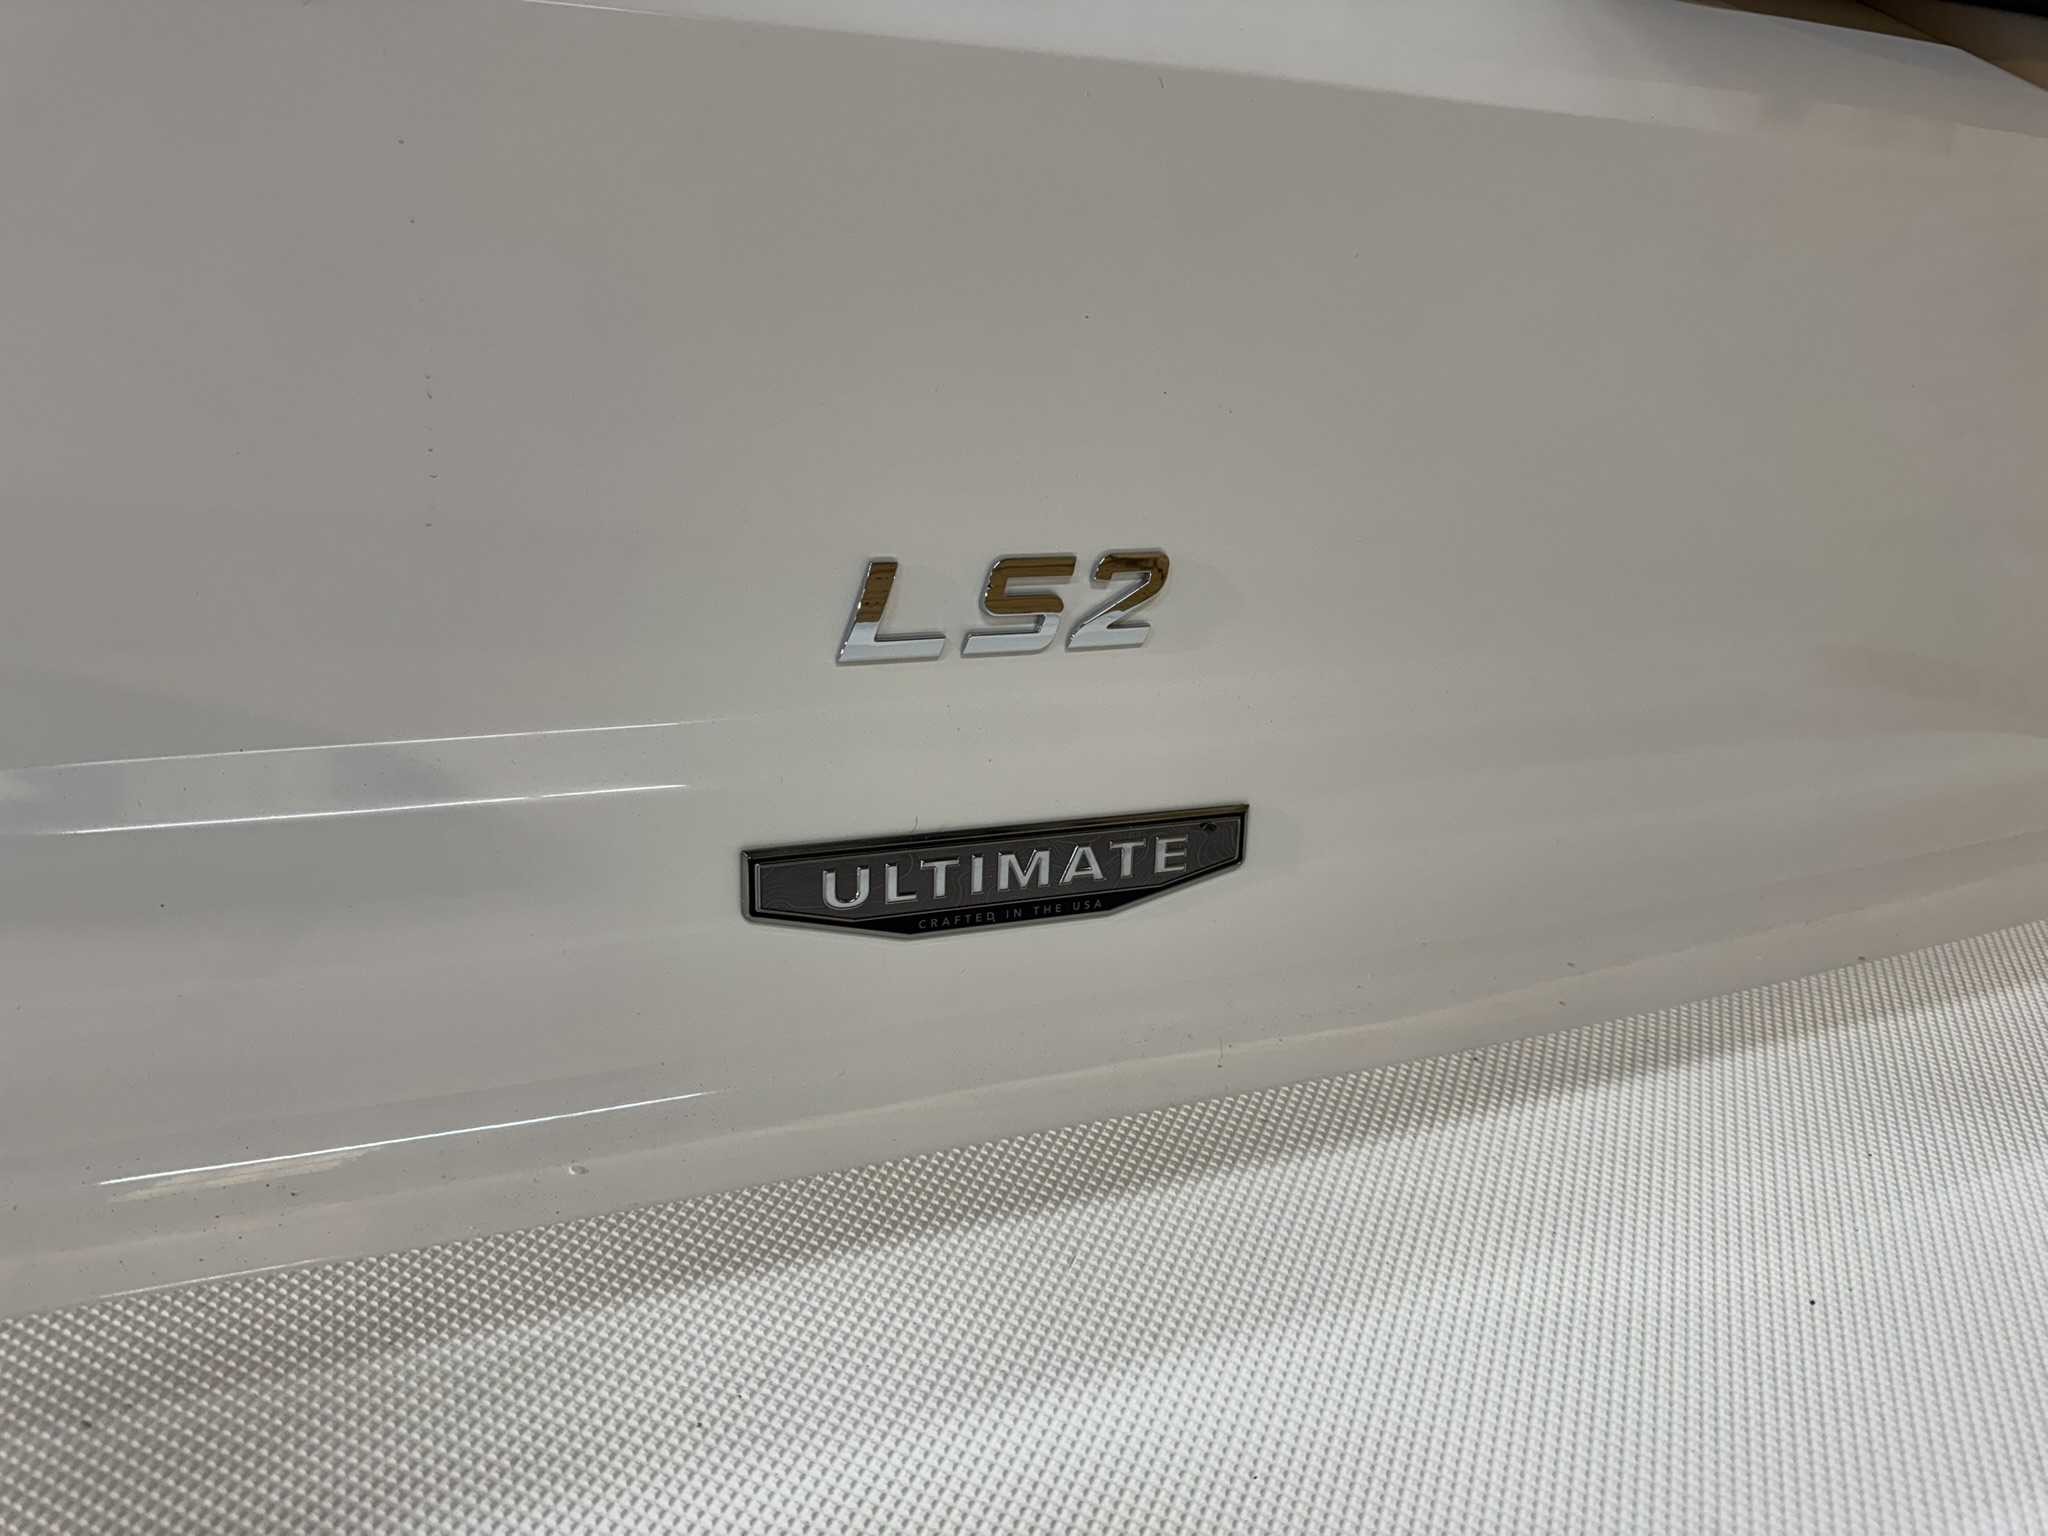 LS2
ULTIMATE
CRAFTED IN THE USA